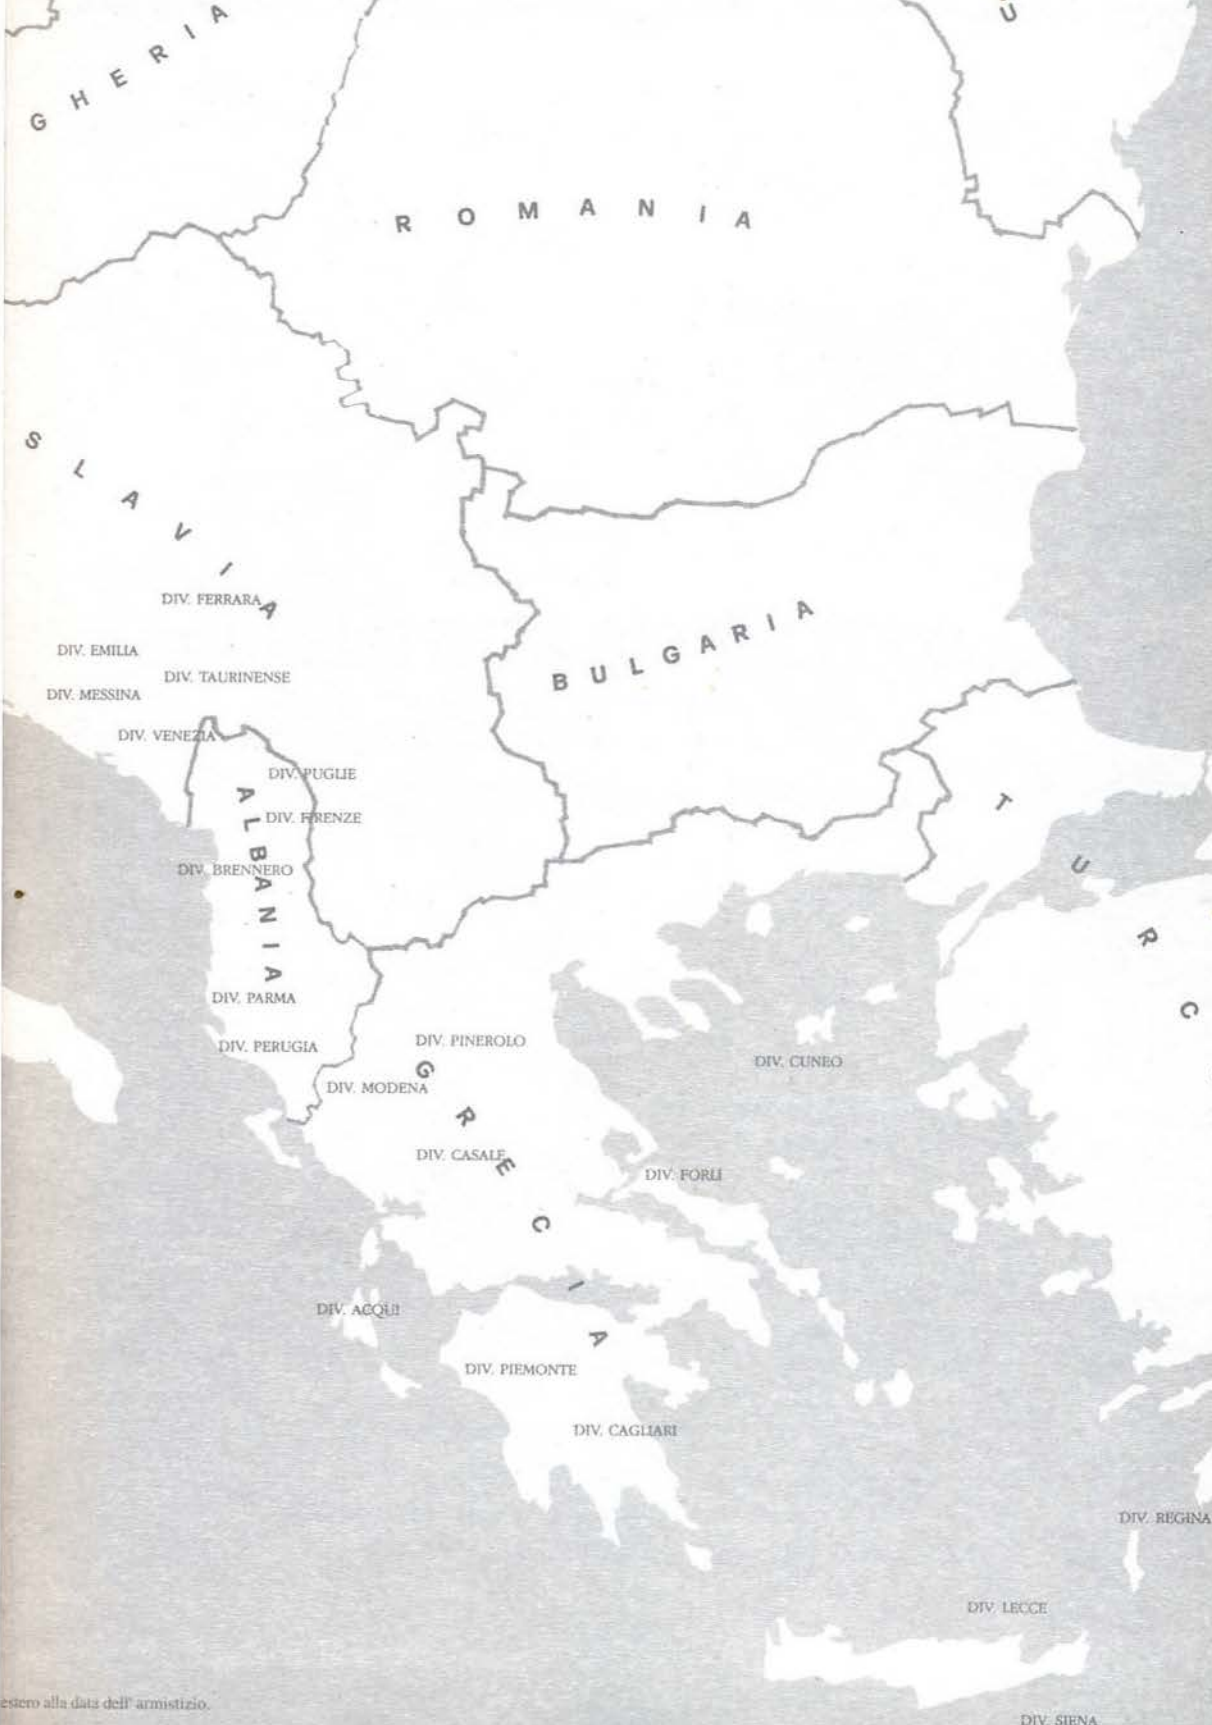 U
GHERIA
ROMANIA
SLAVIA
DIV. FERRARA
BULGARIA
DIV. EMILIA
DIV. TAURINENSE
DIV. MESSINA
DIV. VENEZIA
DIV. PUGLIE
ALBANIA
TURC
DIV. FIRENZE
DIV. BRENNERO
DIV. PARMA
DIV. PINEROLO
DIV. PERUGIA
DIV. CUNEO
GRECIA
DIV. MODENA
DIV. CASALE
DIV. FORLI
DIV. ACQUI
DIV. PIEMONTE
DIV. CAGLIARI
DIV. REGINA
DIV. LECCE
estero alla data dell' armistizio.
DIV. SIENA